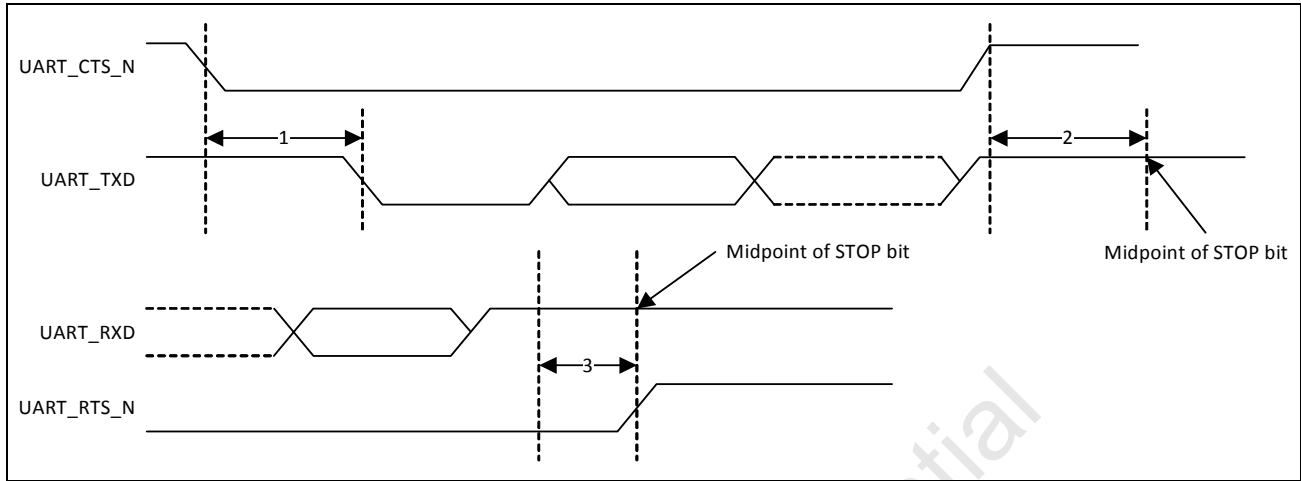 UART_CTS_N
1
2
UART_TXD
Midpoint of STOP bit
Midpoint of STOP bit
UART_RXD
3
UART_RTS_N